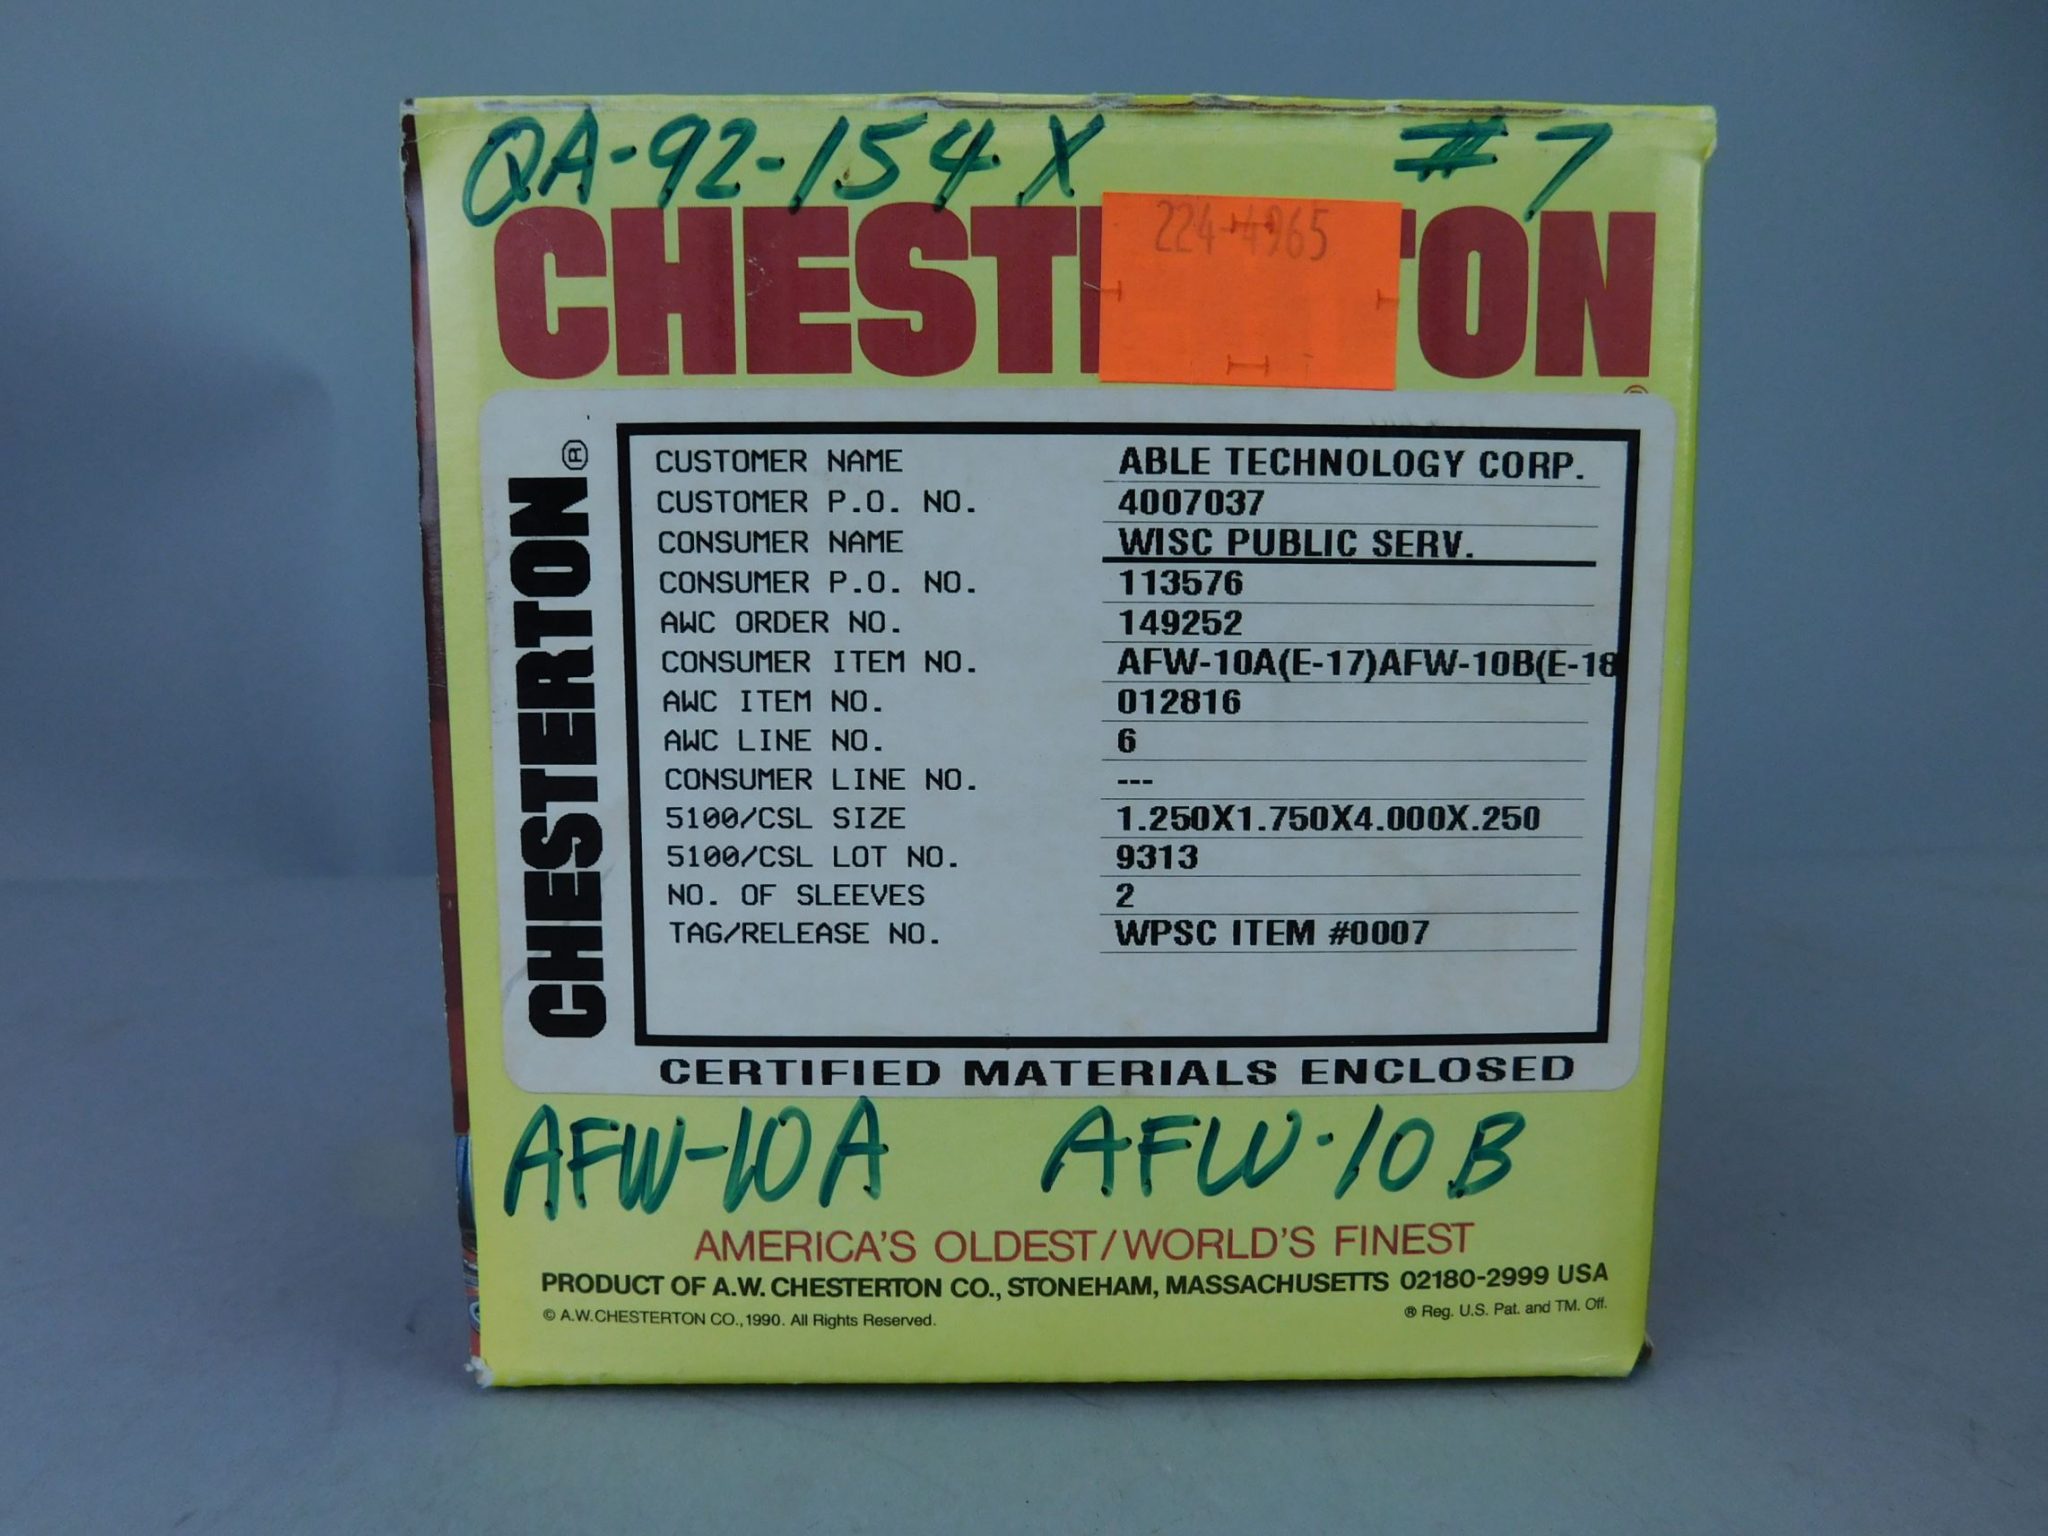 QA-92-154X #7
224-4965
CHESTERTON
CHESTERTON®
CUSTOMER NAME ABLE TECHNOLOGY CORP.
CUSTOMER P.O. NO. 4007037
CONSUMER NAME WISC PUBLIC SERV.
CONSUMER P.O. NO. 113576
AWC ORDER NO. 149252
CONSUMER ITEM NO. AFW-10A(E-17)AFW-10B(E-18
AWC ITEM NO. 012816
AWC LINE NO. 6
CONSUMER LINE NO. ---
5100/CSL SIZE 1.250X1.750X4.000X.250
5100/CSL LOT NO. 9313
NO. OF SLEEVES 2
TAG/RELEASE NO. WPSC ITEM #0007
CERTIFIED MATERIALS ENCLOSED
AFW-10A AFW-10B
AMERICA'S OLDEST/WORLD'S FINEST
PRODUCT OF A.W. CHESTERTON CO., STONEHAM, MASSACHUSETTS 02180-2999 USA
© A.W. CHESTERTON CO., 1990. All Rights Reserved. ® Reg. U.S. Pat. and TM. Off.